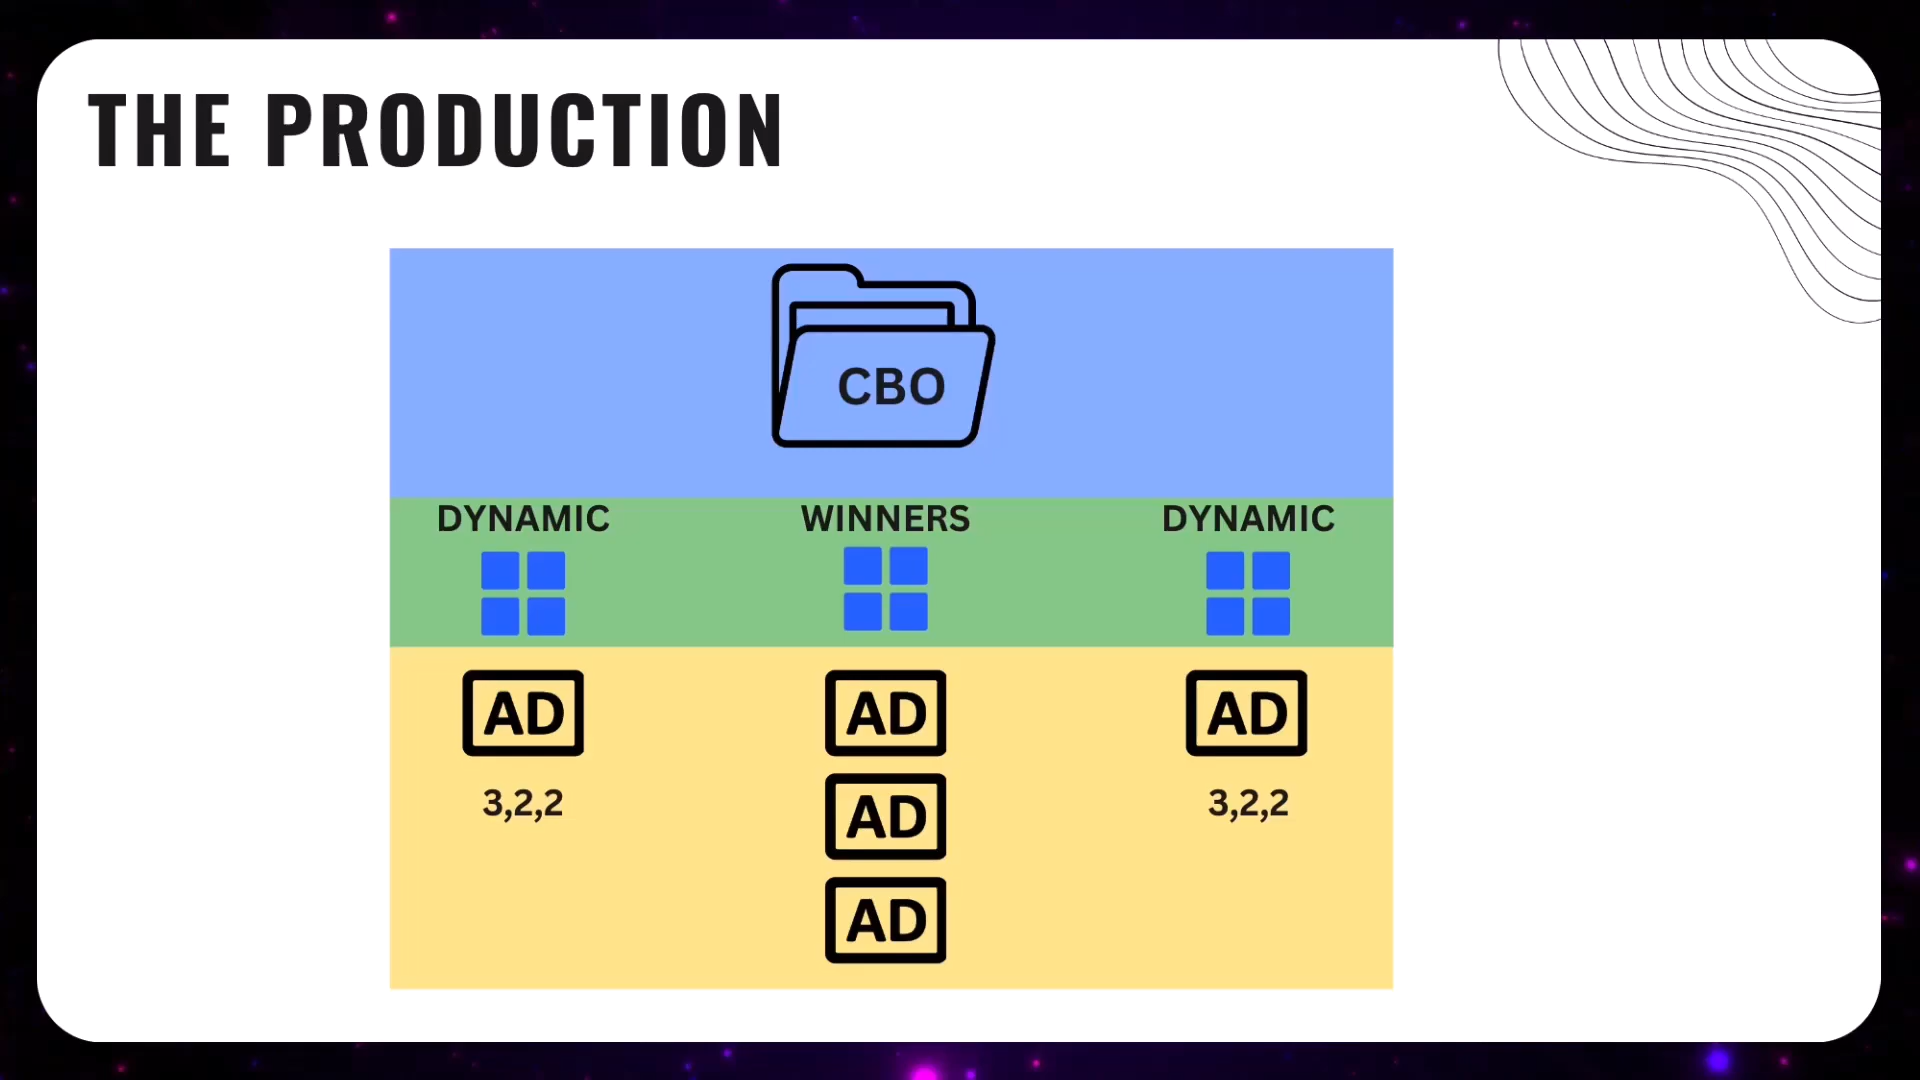 THE PRODUCTION
CBO
DYNAMIC WINNERS DYNAMIC
AD AD AD
3,2,2 3,2,2
AD
AD